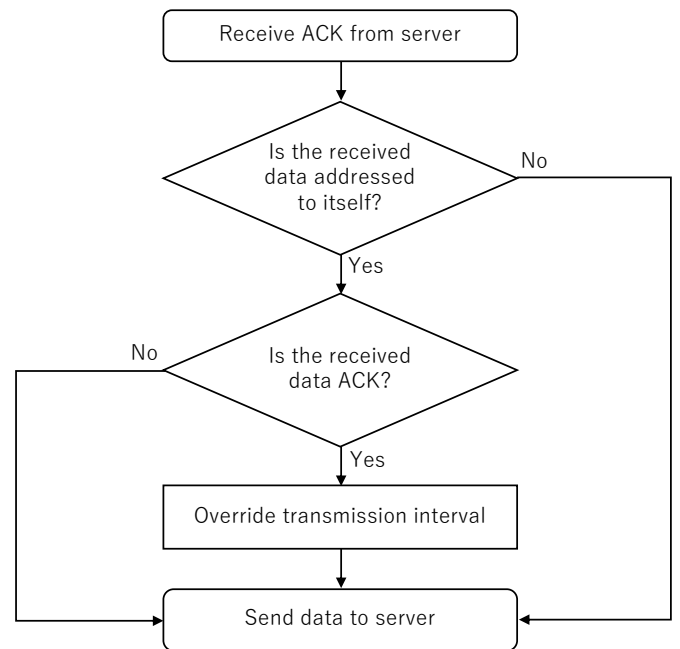 Receive ACK from server
Is the received
data addressed
to itself?
No
Yes
Is the received
data ACK?
No
Yes
Override transmission interval
Send data to server